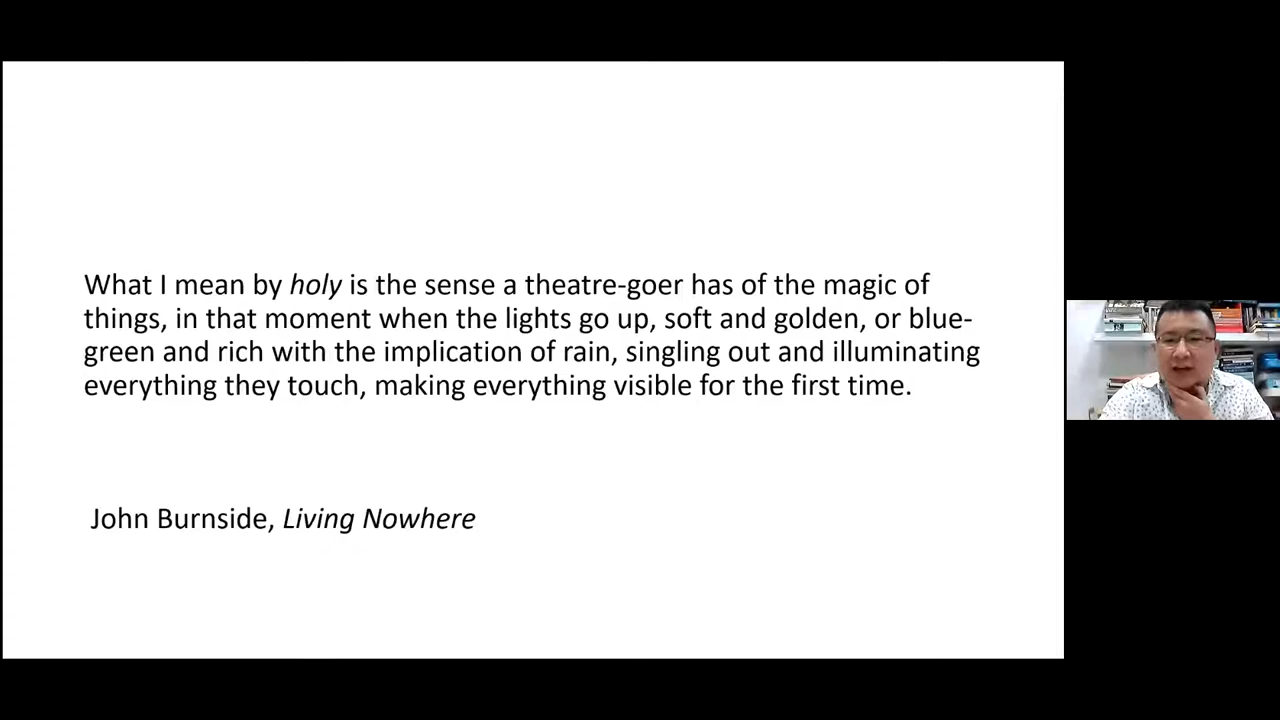 What I mean by holy is the sense a theatre-goer has of the magic of
things, in that moment when the lights go up, soft and golden, or blue-
green and rich with the implication of rain, singling out and illuminating
everything they touch, making everything visible for the first time.
John Burnside, Living Nowhere